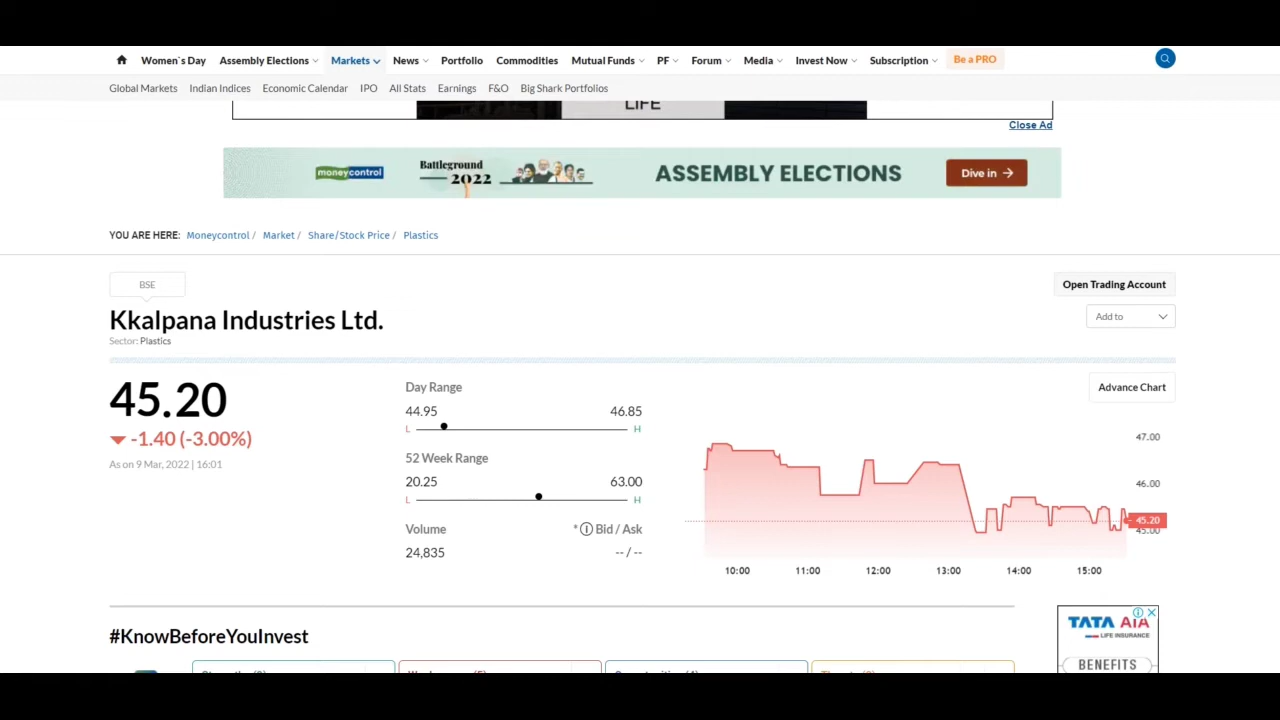 Women`s Day Assembly Elections Markets News Portfolio Commodities Mutual Funds PF Forum Media Invest Now Subscription Be a PRO
Global Markets Indian Indices Economic Calendar IPO All Stats Earnings F&O Big Shark Portfolios
LIFE
Close Ad
moneycontrol Battleground 2022 ASSEMBLY ELECTIONS Dive in →
YOU ARE HERE: Moneycontrol / Market / Share/Stock Price / Plastics
BSE
Open Trading Account
Kkalpana Industries Ltd.
Add to
Sector: Plastics
45.20
-1.40 (-3.00%)
As on 9 Mar, 2022 | 16:01
Day Range
44.95 46.85
L H
52 Week Range
20.25 63.00
L H
Volume * Bid / Ask
24,835 -- / --
Advance Chart
47.00
46.00
45.20
45.00
10:00 11:00 12:00 13:00 14:00 15:00
#KnowBeforeYouInvest
TATA AIA
LIFE INSURANCE
BENEFITS